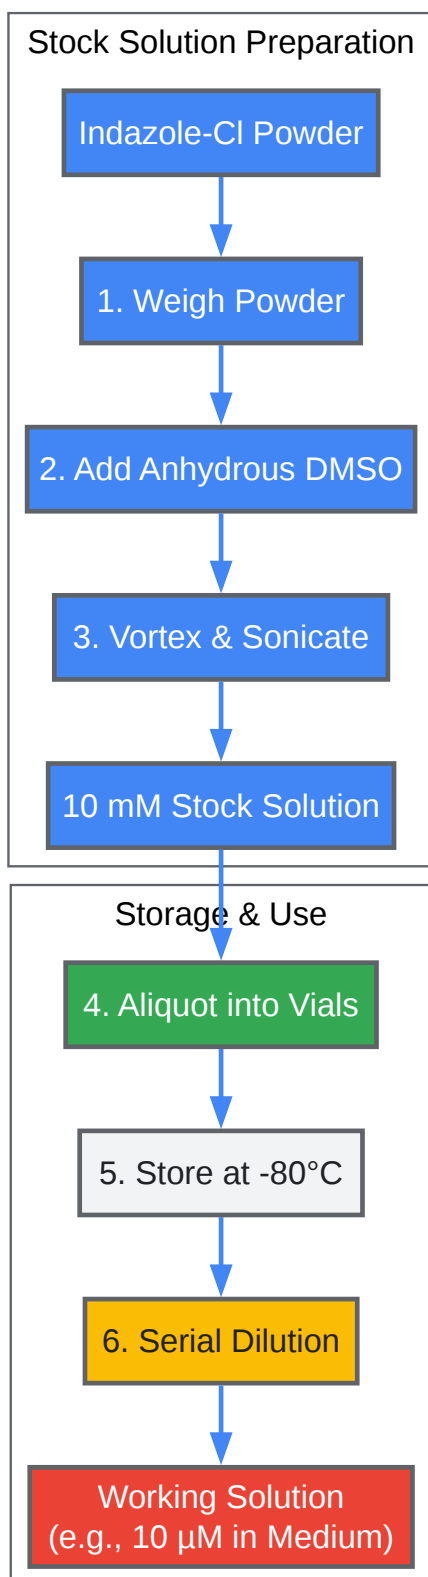 Stock Solution Preparation
Indazole-Cl Powder
1. Weigh Powder
2. Add Anhydrous DMSO
3. Vortex & Sonicate
10 mM Stock Solution
Storage & Use
4. Aliquot into Vials
5. Store at -80°C
6. Serial Dilution
Working Solution
(e.g., 10 µM in Medium)